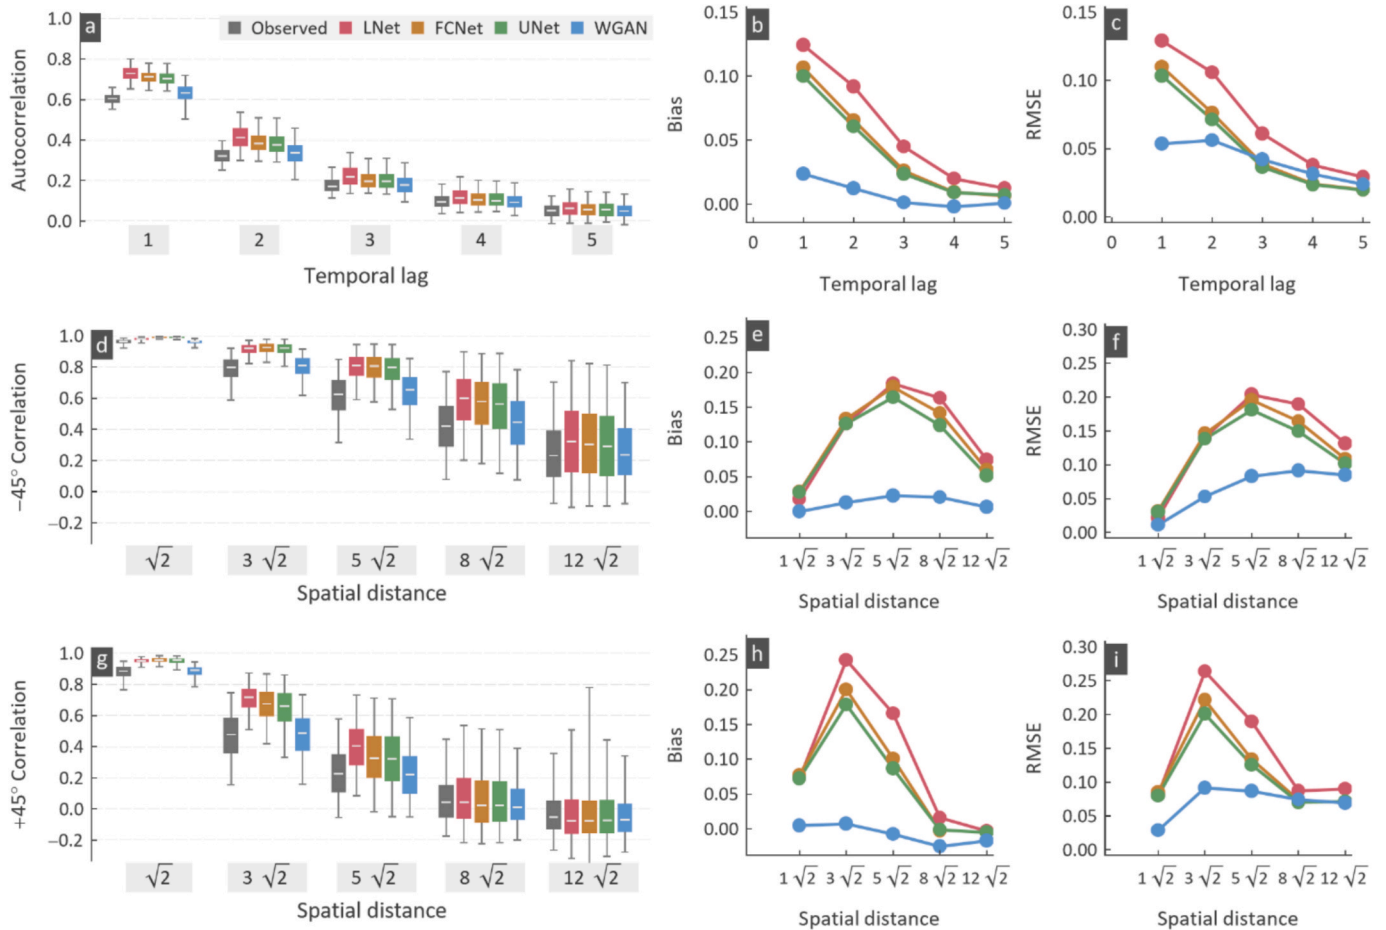 a
Observed LNet FCNet UNet WGAN
Autocorrelation
1.0
0.8
0.6
0.4
0.2
0.0
1 2 3 4 5
Temporal lag
b
Bias
0.15
0.10
0.05
0.00
0 1 2 3 4 5
Temporal lag
c
RMSE
0.15
0.10
0.05
0.00
0 1 2 3 4 5
Temporal lag
d
−45° Correlation
1.0
0.8
0.6
0.4
0.2
0.0
−0.2
√2 3 √2 5 √2 8 √2 12 √2
Spatial distance
e
Bias
0.25
0.20
0.15
0.10
0.05
0.00
1 √2 3 √2 5 √2 8 √2 12 √2
Spatial distance
f
RMSE
0.30
0.25
0.20
0.15
0.10
0.05
0.00
1 √2 3 √2 5 √2 8 √2 12 √2
Spatial distance
g
+45° Correlation
1.0
0.8
0.6
0.4
0.2
0.0
−0.2
√2 3 √2 5 √2 8 √2 12 √2
Spatial distance
h
Bias
0.25
0.20
0.15
0.10
0.05
0.00
1 √2 3 √2 5 √2 8 √2 12 √2
Spatial distance
i
RMSE
0.30
0.25
0.20
0.15
0.10
0.05
0.00
1 √2 3 √2 5 √2 8 √2 12 √2
Spatial distance